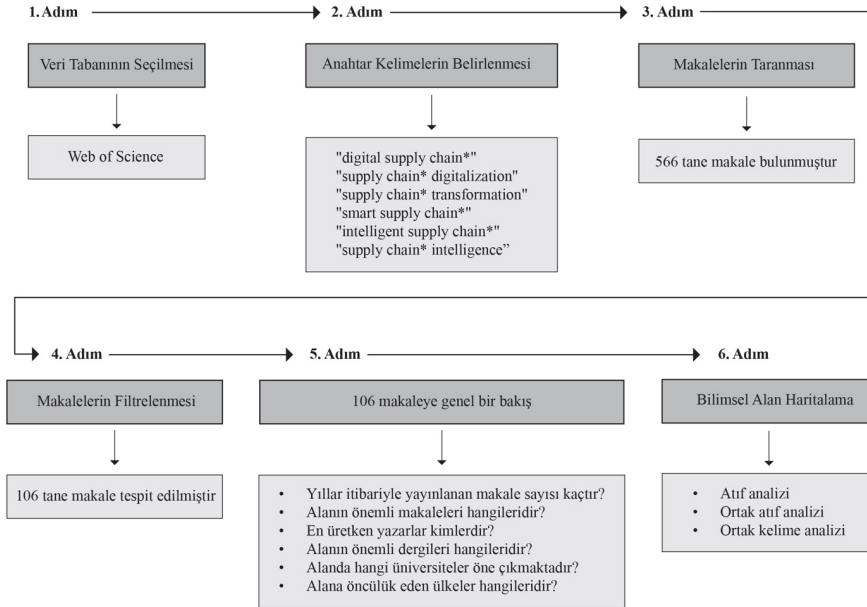 1. Adım
2. Adım
3. Adım
Veri Tabanının Seçilmesi
Anahtar Kelimelerin Belirlenmesi
Makalelerin Taranması
Web of Science
"digital supply chain*"
"supply chain* digitalization"
"supply chain* transformation"
"smart supply chain*"
"intelligent supply chain*"
"supply chain* intelligence”
566 tane makale bulunmuştur
4. Adım
5. Adım
6. Adım
Makalelerin Filtrelenmesi
106 makaleye genel bir bakış
Bilimsel Alan Haritalama
106 tane makale tespit edilmiştir
• Yıllar itibariyle yayınlanan makale sayısı kaçtır?
• Alanın önemli makaleleri hangileridir?
• En üretken yazarlar kimlerdir?
• Alanın önemli dergileri hangileridir?
• Alanda hangi üniversiteler öne çıkmaktadır?
• Alana öncülük eden ülkeler hangileridir?
• Atıf analizi
• Ortak atıf analizi
• Ortak kelime analizi